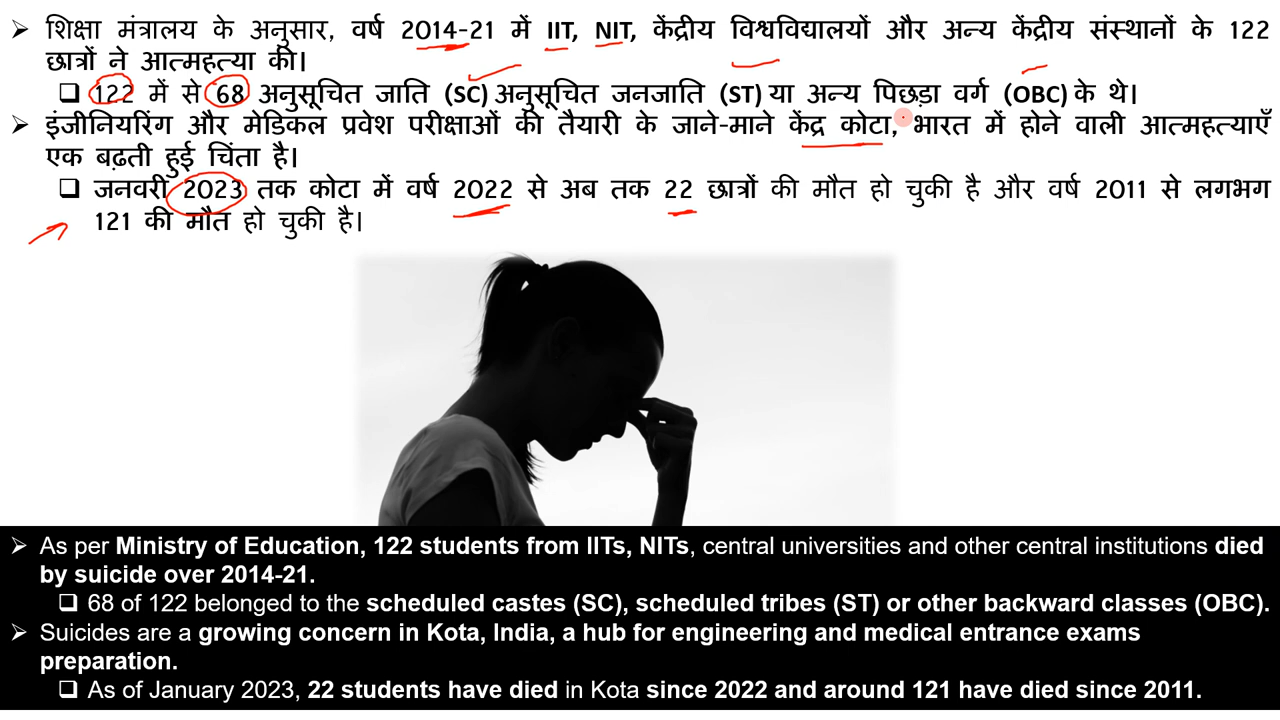 ➢ शिक्षा मंत्रालय के अनुसार, वर्ष 2014-21 में IIT, NIT, केंद्रीय विश्वविद्यालयों और अन्य केंद्रीय संस्थानों के 122
छात्रों ने आत्महत्या की।
❑ 122 में से 68 अनुसूचित जाति (SC) अनुसूचित जनजाति (ST) या अन्य पिछड़ा वर्ग (OBC) के थे।
➢ इंजीनियरिंग और मेडिकल प्रवेश परीक्षाओं की तैयारी के जाने-माने केंद्र कोटा, भारत में होने वाली आत्महत्याएँ
एक बढ़ती हुई चिंता है।
❑ जनवरी 2023 तक कोटा में वर्ष 2022 से अब तक 22 छात्रों की मौत हो चुकी है और वर्ष 2011 से लगभग
121 की मौत हो चुकी है।
➢ As per Ministry of Education, 122 students from IITs, NITs, central universities and other central institutions died
by suicide over 2014-21.
❑ 68 of 122 belonged to the scheduled castes (SC), scheduled tribes (ST) or other backward classes (OBC).
➢ Suicides are a growing concern in Kota, India, a hub for engineering and medical entrance exams
preparation.
❑ As of January 2023, 22 students have died in Kota since 2022 and around 121 have died since 2011.